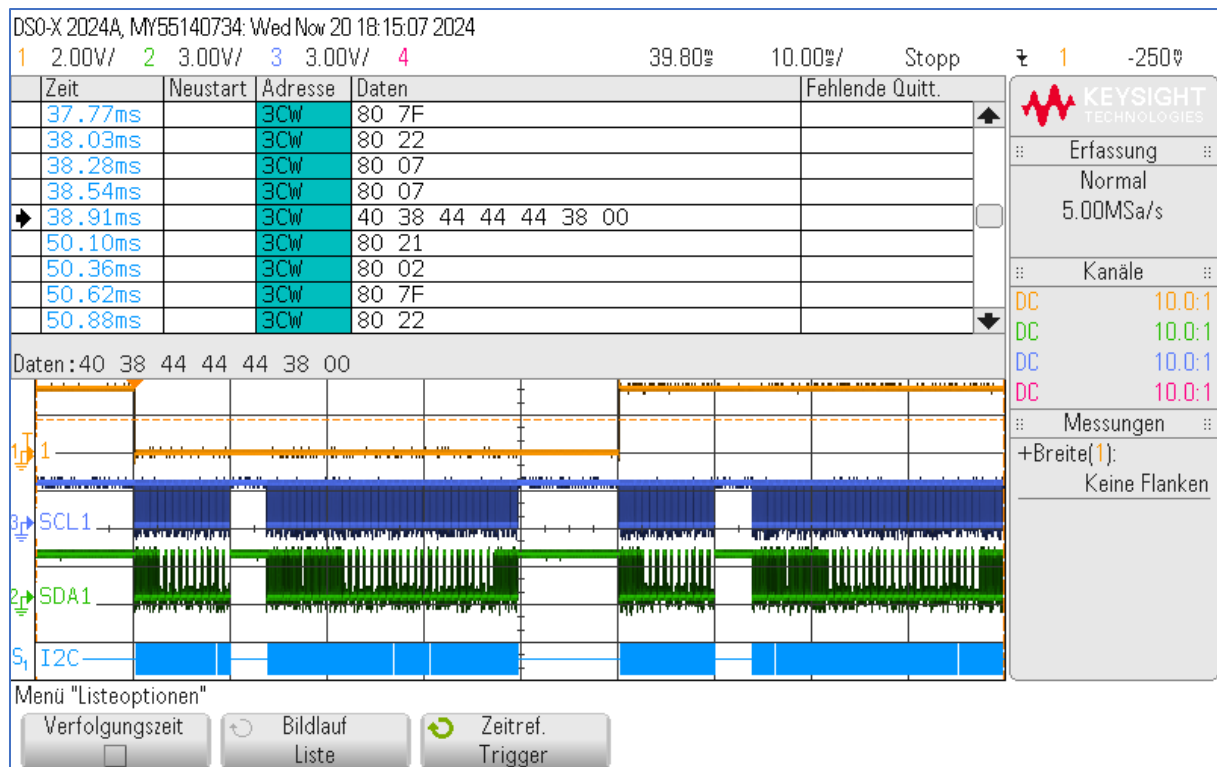 DSO-X 2024A, MY55140734: Wed Nov 20 18:15:07 2024
1 2.00V/ 2 3.00V/ 3 3.00V/ 4 39.80ms 10.00ms/ Stopp 1 -250mV
Zeit Neustart Adresse Daten Fehlende Quitt.
37.77ms 3CW 80 7F
38.03ms 3CW 80 22
38.28ms 3CW 80 07
38.54ms 3CW 80 07
38.91ms 3CW 40 38 44 44 44 38 00
50.10ms 3CW 80 21
50.36ms 3CW 80 02
50.62ms 3CW 80 7F
50.88ms 3CW 80 22
Daten:40 38 44 44 44 38 00
1 1
3 SCL1
2 SDA1
S1 I2C
KEYSIGHT
TECHNOLOGIES
Erfassung
Normal
5.00MSa/s
Kanäle
DC 10.0:1
DC 10.0:1
DC 10.0:1
DC 10.0:1
Messungen
+Breite(1):
Keine Flanken
Menü "Listeoptionen"
Verfolgungszeit
Bildlauf
Liste
Zeitref.
Trigger